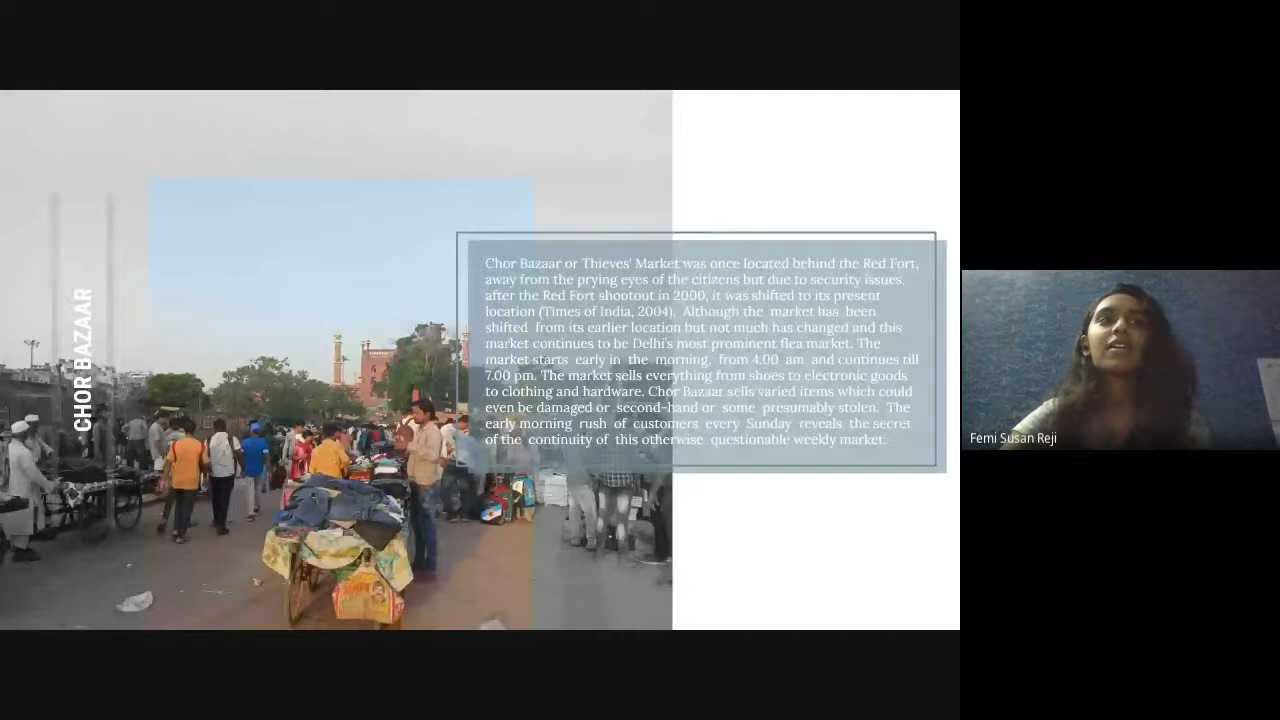 CHOR BAZAAR
Chor Bazaar or Thieves' Market was once located behind the Red Fort,
away from the prying eyes of the citizens but due to security issues,
after the Red Fort shootout in 2000, it was shifted to its present
location (Times of India, 2004). Although the market has been
shifted from its earlier location but not much has changed and this
market continues to be Delhi's most prominent flea market. The
market starts early in the morning, from 4.00 am and continues till
7.00 pm. The market sells everything from shoes to electronic goods
to clothing and hardware. Chor Bazaar sells varied items which could
even be damaged or second-hand or some presumably stolen. The
early morning rush of customers every Sunday reveals the secret
of the continuity of this otherwise questionable weekly market.
Femi Susan Reji